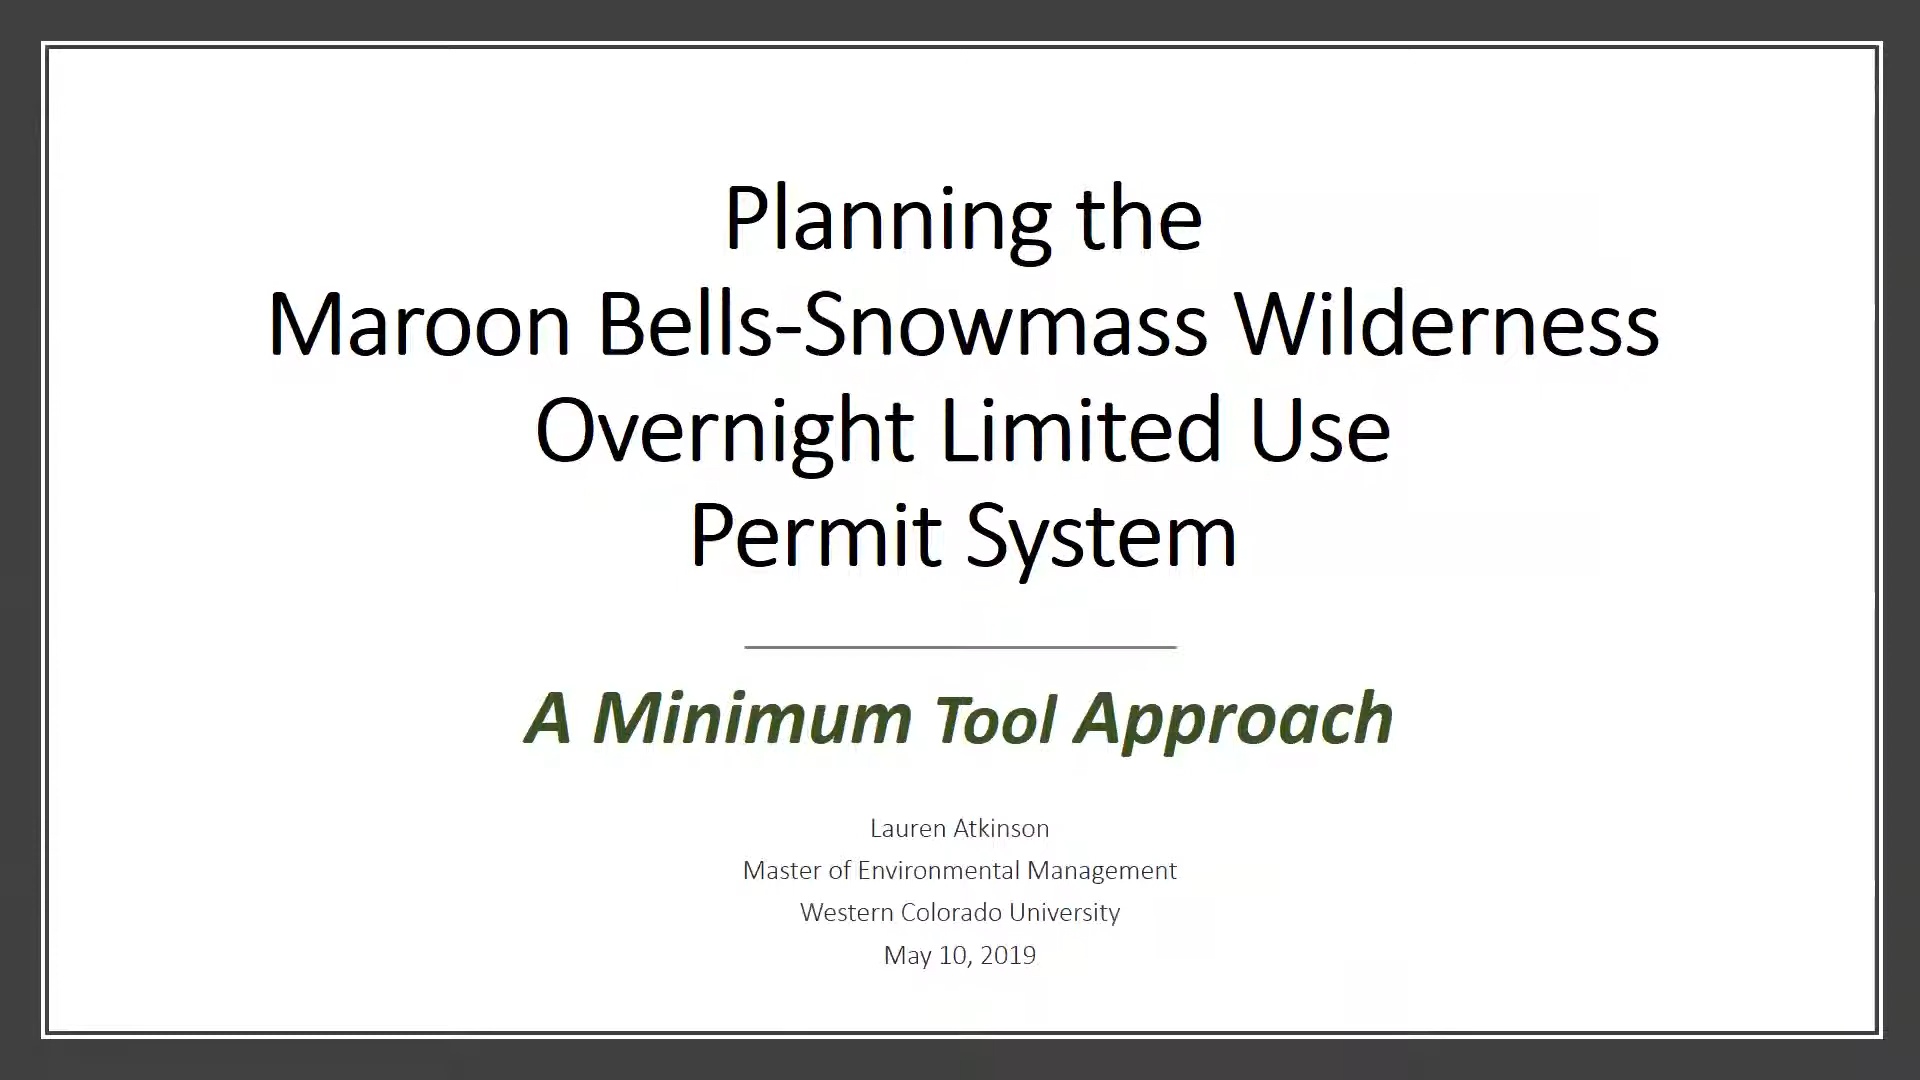 Planning the
Maroon Bells-Snowmass Wilderness
Overnight Limited Use
Permit System
A Minimum Tool Approach
Lauren Atkinson
Master of Environmental Management
Western Colorado University
May 10, 2019